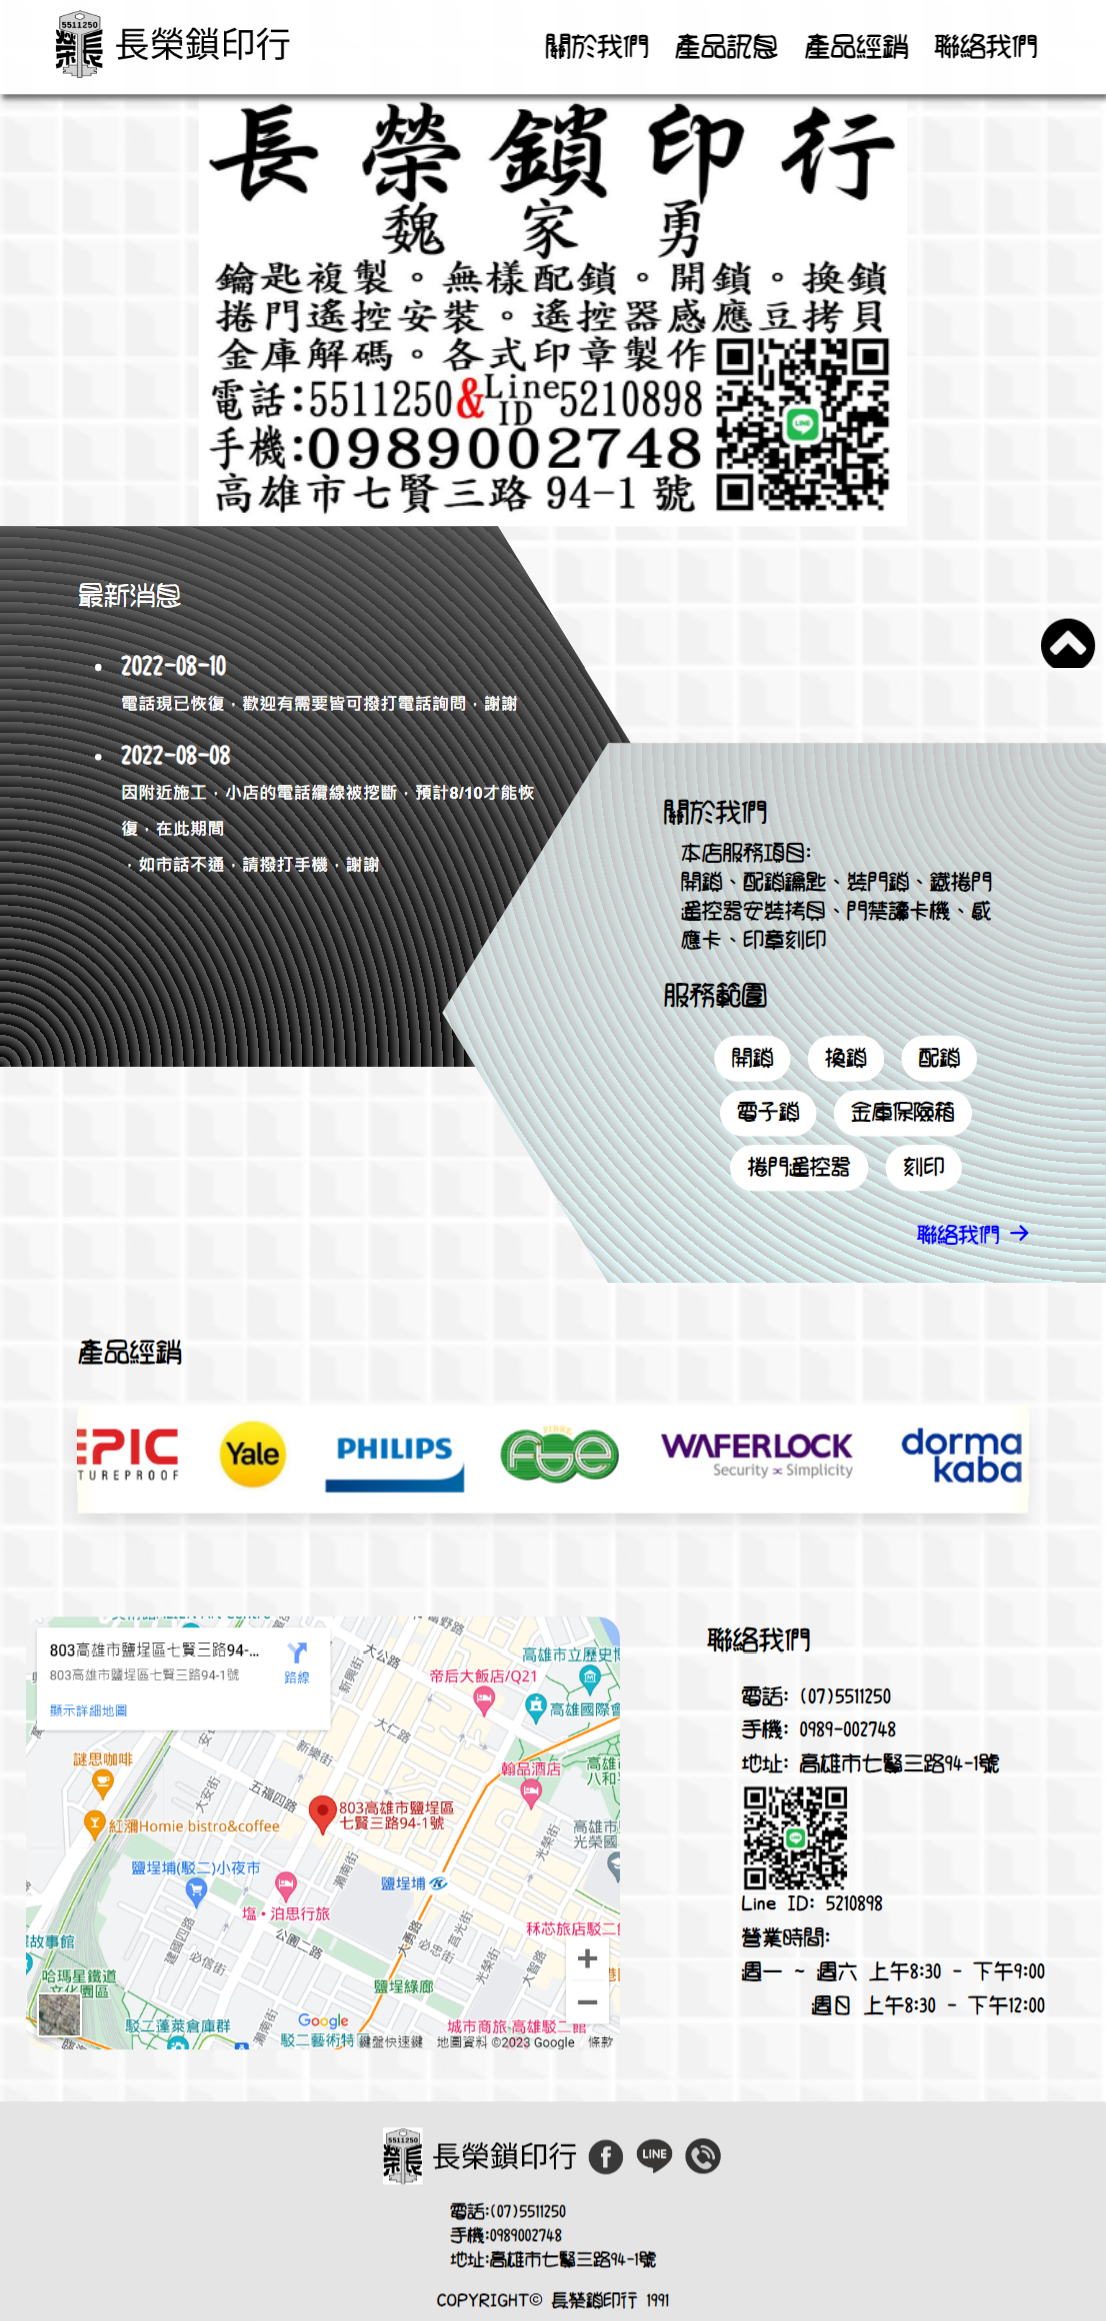 5511250
榮長
長榮鎖印行
關於我們 產品訊息 產品經銷 聯絡我們
長榮鎖印行
魏家勇
鑰匙複製。無樣配鎖。開鎖。換鎖
捲門遙控安裝。遙控器感應豆拷貝
金庫解碼。各式印章製作
電話:5511250&Line ID5210898
手機:0989002748
高雄市七賢三路 94-1 號
最新消息
2022-08-10
電話現已恢復，歡迎有需要皆可撥打電話詢問，謝謝
2022-08-08
因附近施工，小店的電話纜線被挖斷，預計8/10才能恢
復，在此期間
，如市話不通，請撥打手機，謝謝
關於我們
本店服務項目:
開鎖、配鎖鑰匙、裝門鎖、鐵捲門
遙控器安裝拷貝、門禁讀卡機、感
應卡、印章刻印
服務範圍
開鎖 換鎖 配鎖
電子鎖 金庫保險箱
捲門遙控器 刻印
聯絡我們 →
產品經銷
EPIC
TUREPROOF
Yale
PHILIPS
WAFERLOCK
Security ∝ Simplicity
dorma
kaba
803高雄市鹽埕區七賢三路94-...
803高雄市鹽埕區七賢三路94-1號
路線
顯示詳細地圖
大公路
高雄市立歷史博
帝后大飯店/Q21
新興街
高雄國際會
大仁路
謎思咖啡
新樂街
翰品酒店
五福四路
大安街
803高雄市鹽埕區
七賢三路94-1號
紅瀰Homie bistro&coffee
光榮街
鹽埕埔(駁二)小夜市
瀨南街
鹽埕埔
塩•泊思行旅
秝芯旅店駁二館
大勇路
必忠街
建國四路
必信街
公園二路
光榮街
大智路
故事館
哈瑪星鐵道
文化園區
鹽埕綠廊
駁二蓬萊倉庫群
瀨南街
Google
城市商旅 高雄駁二館
駁二藝術特
鍵盤快速鍵 地圖資料 ©2023 Google 條款
聯絡我們
電話: (07)5511250
手機: 0989-002748
地址: 高雄市七賢三路94-1號
Line ID: 5210898
營業時間:
週一 ~ 週六 上午8:30 - 下午9:00
週日 上午8:30 - 下午12:00
5511250
榮長
長榮鎖印行
LINE
電話:(07)5511250
手機:0989002748
地址:高雄市七賢三路94-1號
COPYRIGHT© 長榮鎖印行 1991